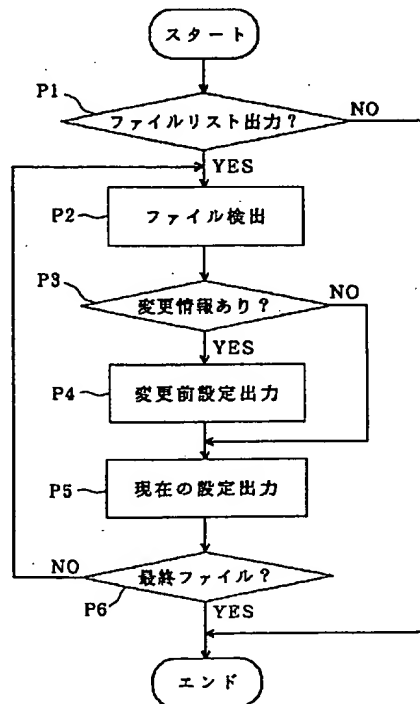 スタート
P1
ファイルリスト出力?
NO
YES
P2
ファイル検出
P3
変更情報あり?
NO
YES
P4
変更前設定出力
P5
現在の設定出力
NO
最終ファイル?
P6
YES
エンド